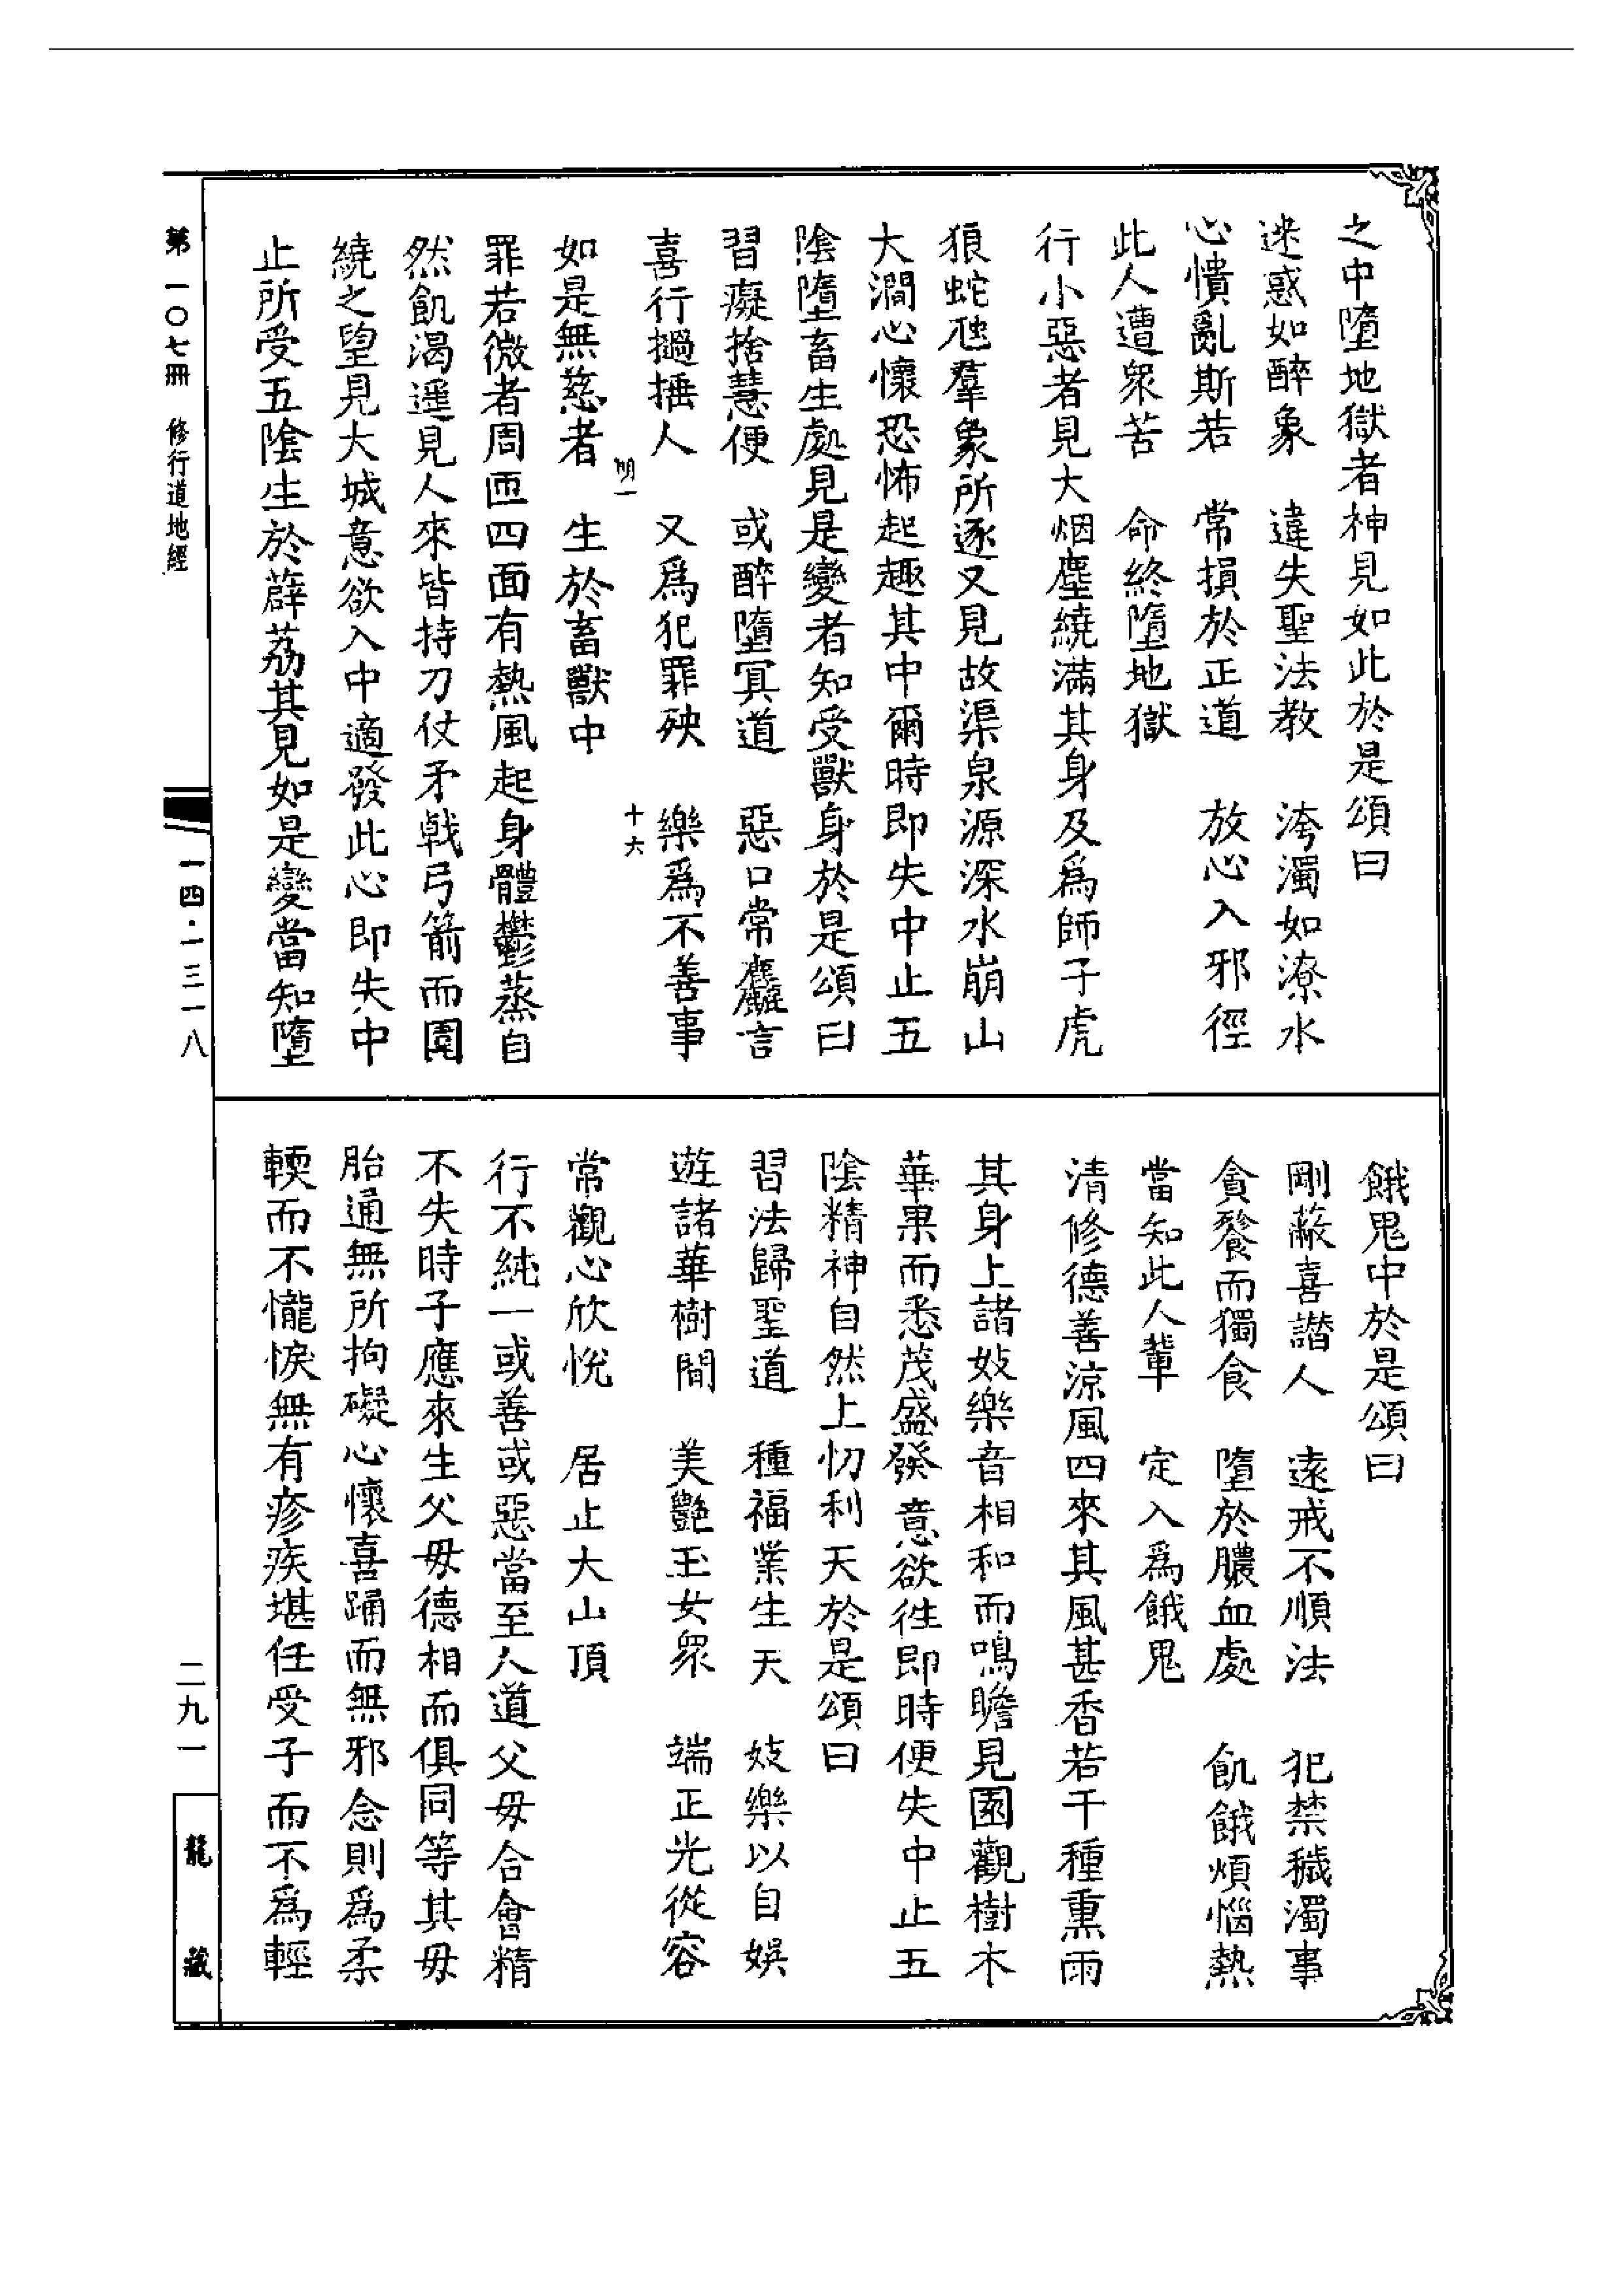 之中墮地獄者神見如此於是頌曰
迷惑如醉象　違失聖法教　洿濁如潦水
心憒亂斯若　常損於正道　放心入邪徑
此人遭衆苦　命終墮地獄
行小惡者見大烟塵繞滿其身及爲師子虎
狼蛇虺羣象所逐又見故渠泉源深水崩山
大澗心懷恐怖起趣其中爾時即失中止五
陰墮畜生處見是變者知受獸身於是頌曰
習癡捨慧便　或醉墮冥道　惡口常麤言
喜行撾捶人　又爲犯罪殃　樂爲不善事
明一　十六
如是無慈者　生於畜獸中
罪若微者周匝四面有熱風起身體鬱蒸自
然飢渴遥見人來皆持刀仗矛戟弓箭而圍
繞之望見大城意欲入中適發此心即失中
止所受五陰生於薜荔其見如是變當知墮
餓鬼中於是頌曰
剛蔽喜諧人　遠戒不順法　犯禁穢濁事
貪餮而獨食　墮於膿血處　飢餓煩惱熱
當知此人輩　定入爲餓鬼
清修德善涼風四來其風甚香若干種熏雨
其身上諸妓樂音相和而鳴瞻見園觀樹木
華果而悉茂盛發意欲徃即時便失中止五
陰精神自然上忉利天於是頌曰
習法歸聖道　種福業生天　妓樂以自娛
遊諸華樹間　美艷玉女衆　端正光從容
常觀心欣悅　居止大山頂
行不純一或善或惡當至人道父母合會精
不失時子應來生父母德相而俱同等其母
胎通無所拘礙心懷喜踊而無邪念則爲柔
輭而不㦜悷無有疹疾堪任受子而不爲輕
第一〇七冊　修行道地經
一四·一三一八
二九一
龍藏